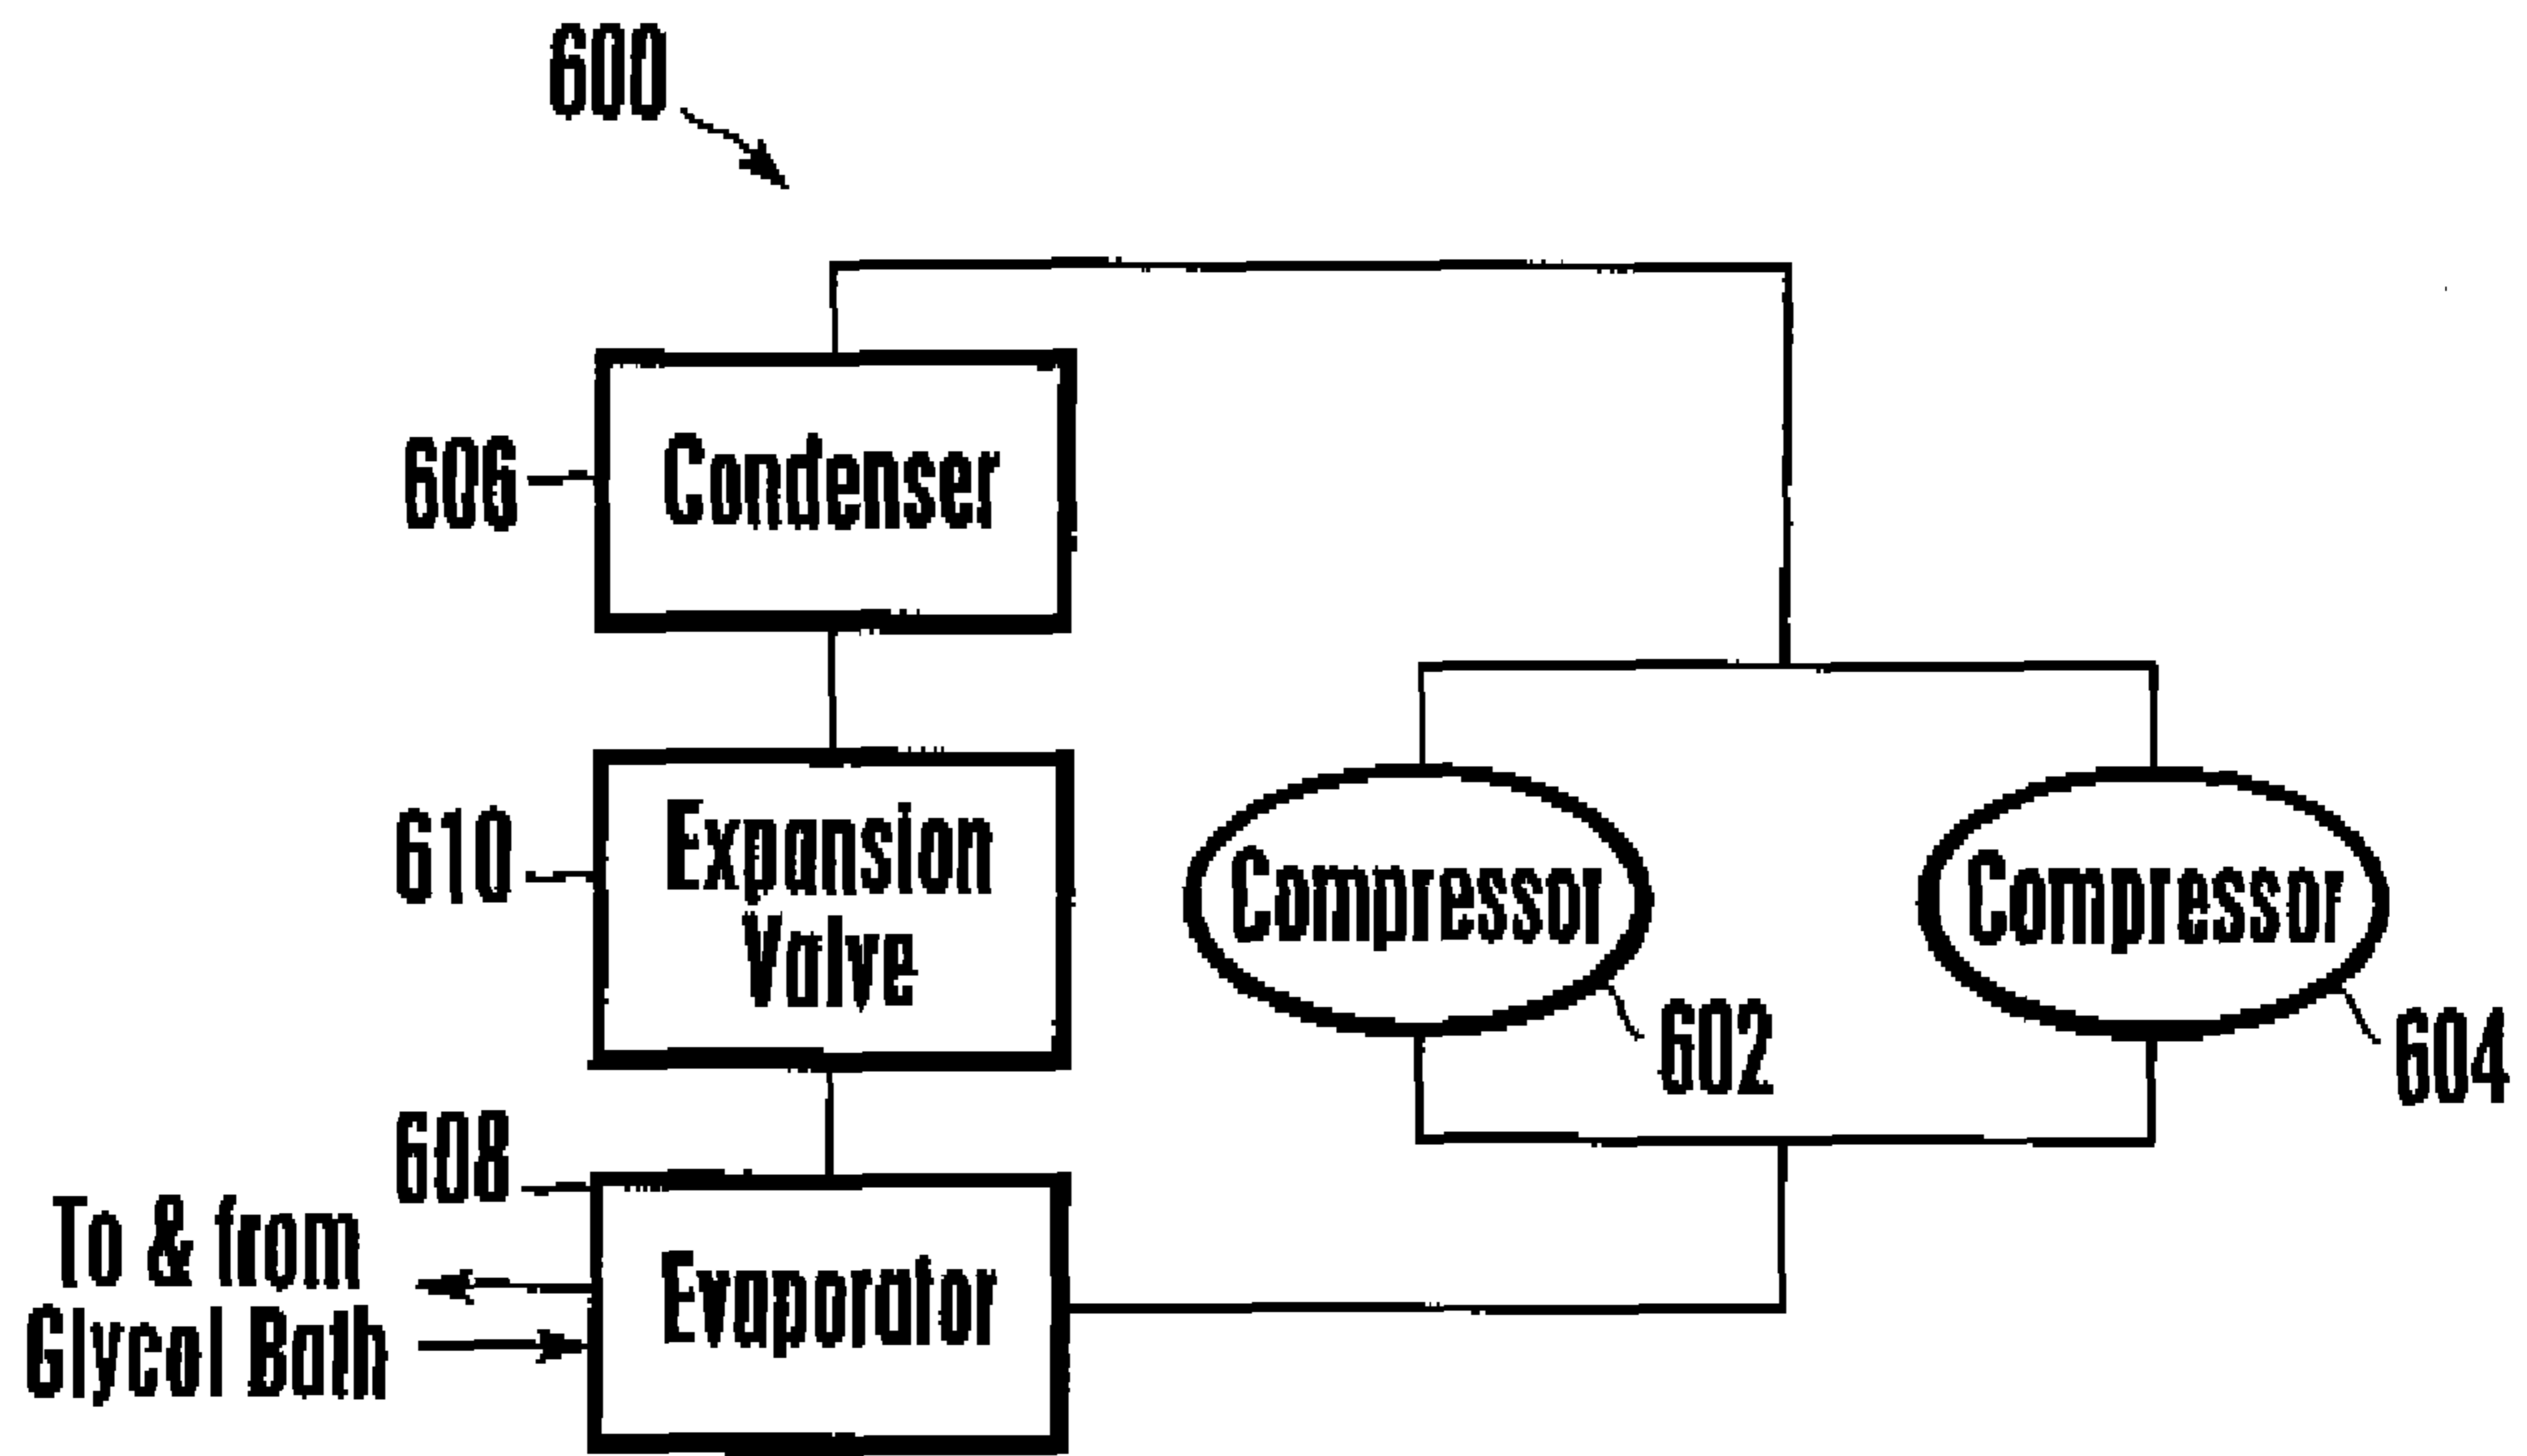 600
606
Condenser
610
Expansion
Valve
Compressor
602
Compressor
604
608
To & from
Glycol Bath
Evaporator